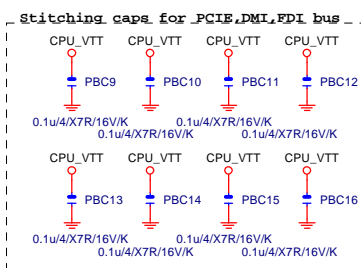 Stitching caps for PCIE,DMI,FDI bus
CPU_VTT CPU_VTT CPU_VTT CPU_VTT
PBC9 PBC10 PBC11 PBC12
0.1u/4/X7R/16V/K 0.1u/4/X7R/16V/K
0.1u/4/X7R/16V/K 0.1u/4/X7R/16V/K
CPU_VTT CPU_VTT CPU_VTT CPU_VTT
PBC13 PBC14 PBC15 PBC16
0.1u/4/X7R/16V/K 0.1u/4/X7R/16V/K
0.1u/4/X7R/16V/K 0.1u/4/X7R/16V/K